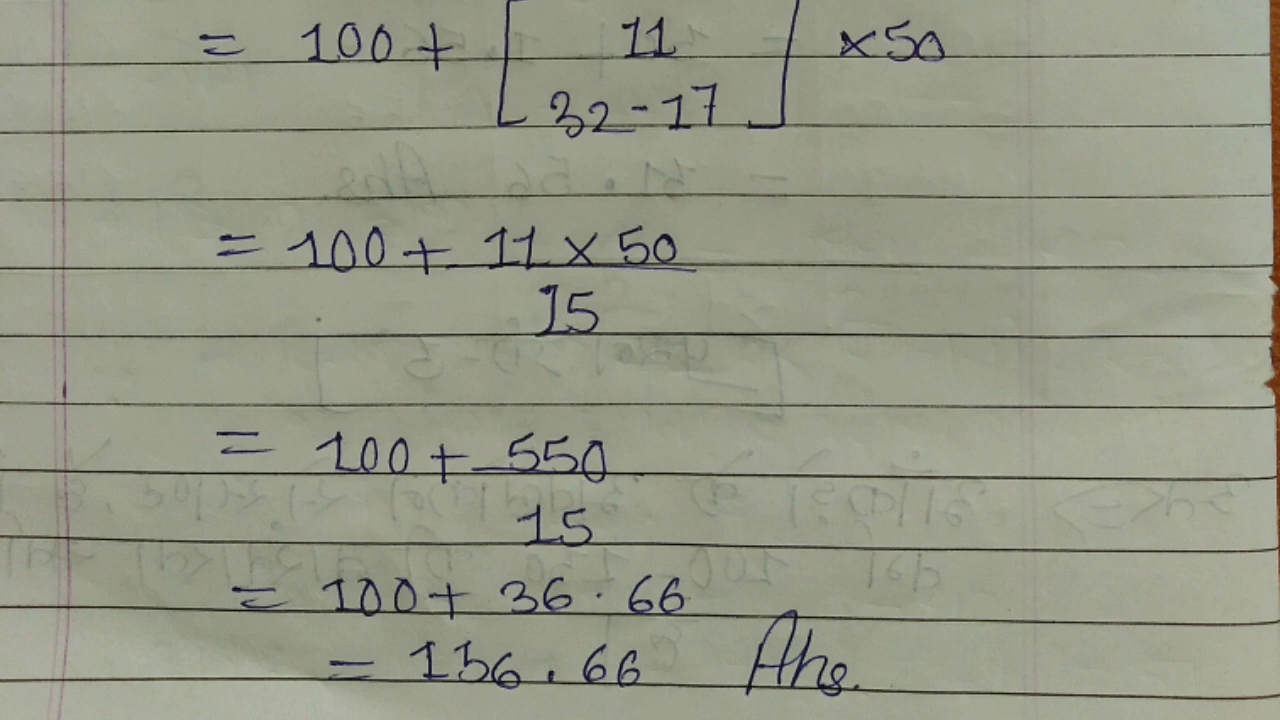 = 100 + [ 11
32 - 17 ] × 50
= 100 + 11 × 50
15
= 100 + 550
15
= 100 + 36.66
= 136.66 Ans.